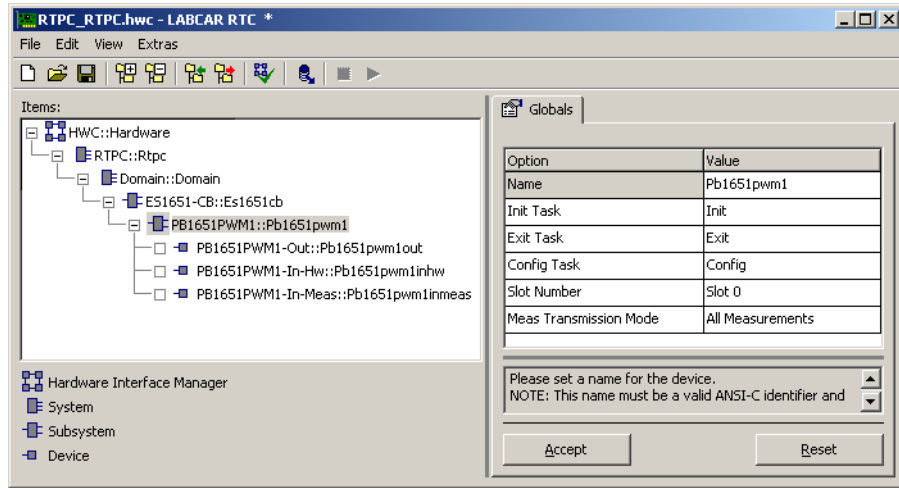 RTPC_RTPC.hwc - LABCAR RTC *
File Edit View Extras
Items:
HWC::Hardware
RTPC::Rtpc
Domain::Domain
ES1651-CB::Es1651cb
PB1651PWM1::Pb1651pwm1
PB1651PWM1-Out::Pb1651pwm1out
PB1651PWM1-In-Hw::Pb1651pwm1inhw
PB1651PWM1-In-Meas::Pb1651pwm1inmeas
Hardware Interface Manager
System
Subsystem
Device
Globals
Option Value
Name Pb1651pwm1
Init Task Init
Exit Task Exit
Config Task Config
Slot Number Slot 0
Meas Transmission Mode All Measurements
Please set a name for the device.
NOTE: This name must be a valid ANSI-C identifier and
Accept Reset